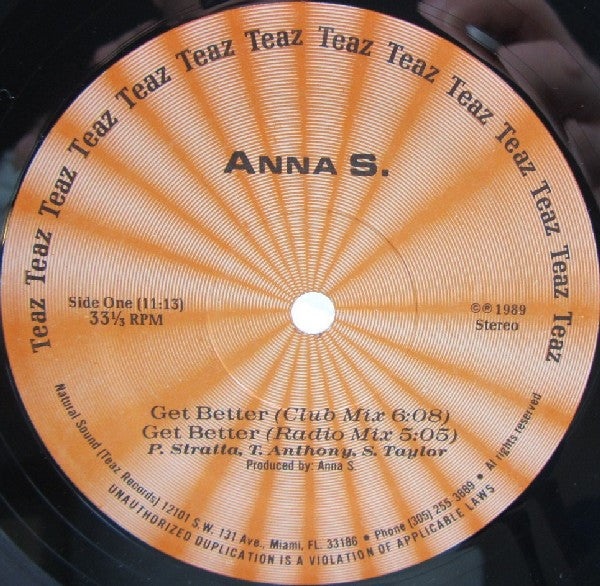 Teaz Teaz Teaz Teaz Teaz Teaz Teaz Teaz Teaz Teaz Teaz Teaz Teaz Teaz
ANNA S.
Side One (11:13)
33⅓ RPM
©℗ 1989
Stereo
Get Better (Club Mix 6:08)
Get Better (Radio Mix 5:05)
P. Stralla, T. Anthony, S. Taylor
Produced by: Anna S.
Natural Sound (Teaz Records) 12101 S.W. 131 Ave., Miami, FL. 33186 • Phone (305) 255 3889 • All rights reserved
UNAUTHORIZED DUPLICATION IS A VIOLATION OF APPLICABLE LAWS